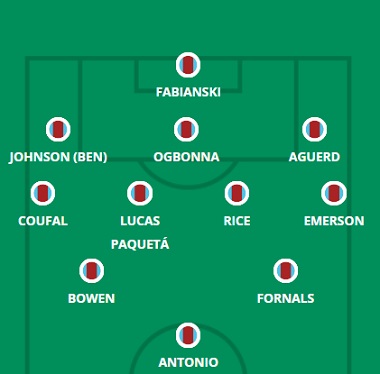 FABIANSKI
JOHNSON (BEN) OGBONNA AGUERD
COUFAL LUCAS PAQUETÁ RICE EMERSON
BOWEN FORNALS
ANTONIO